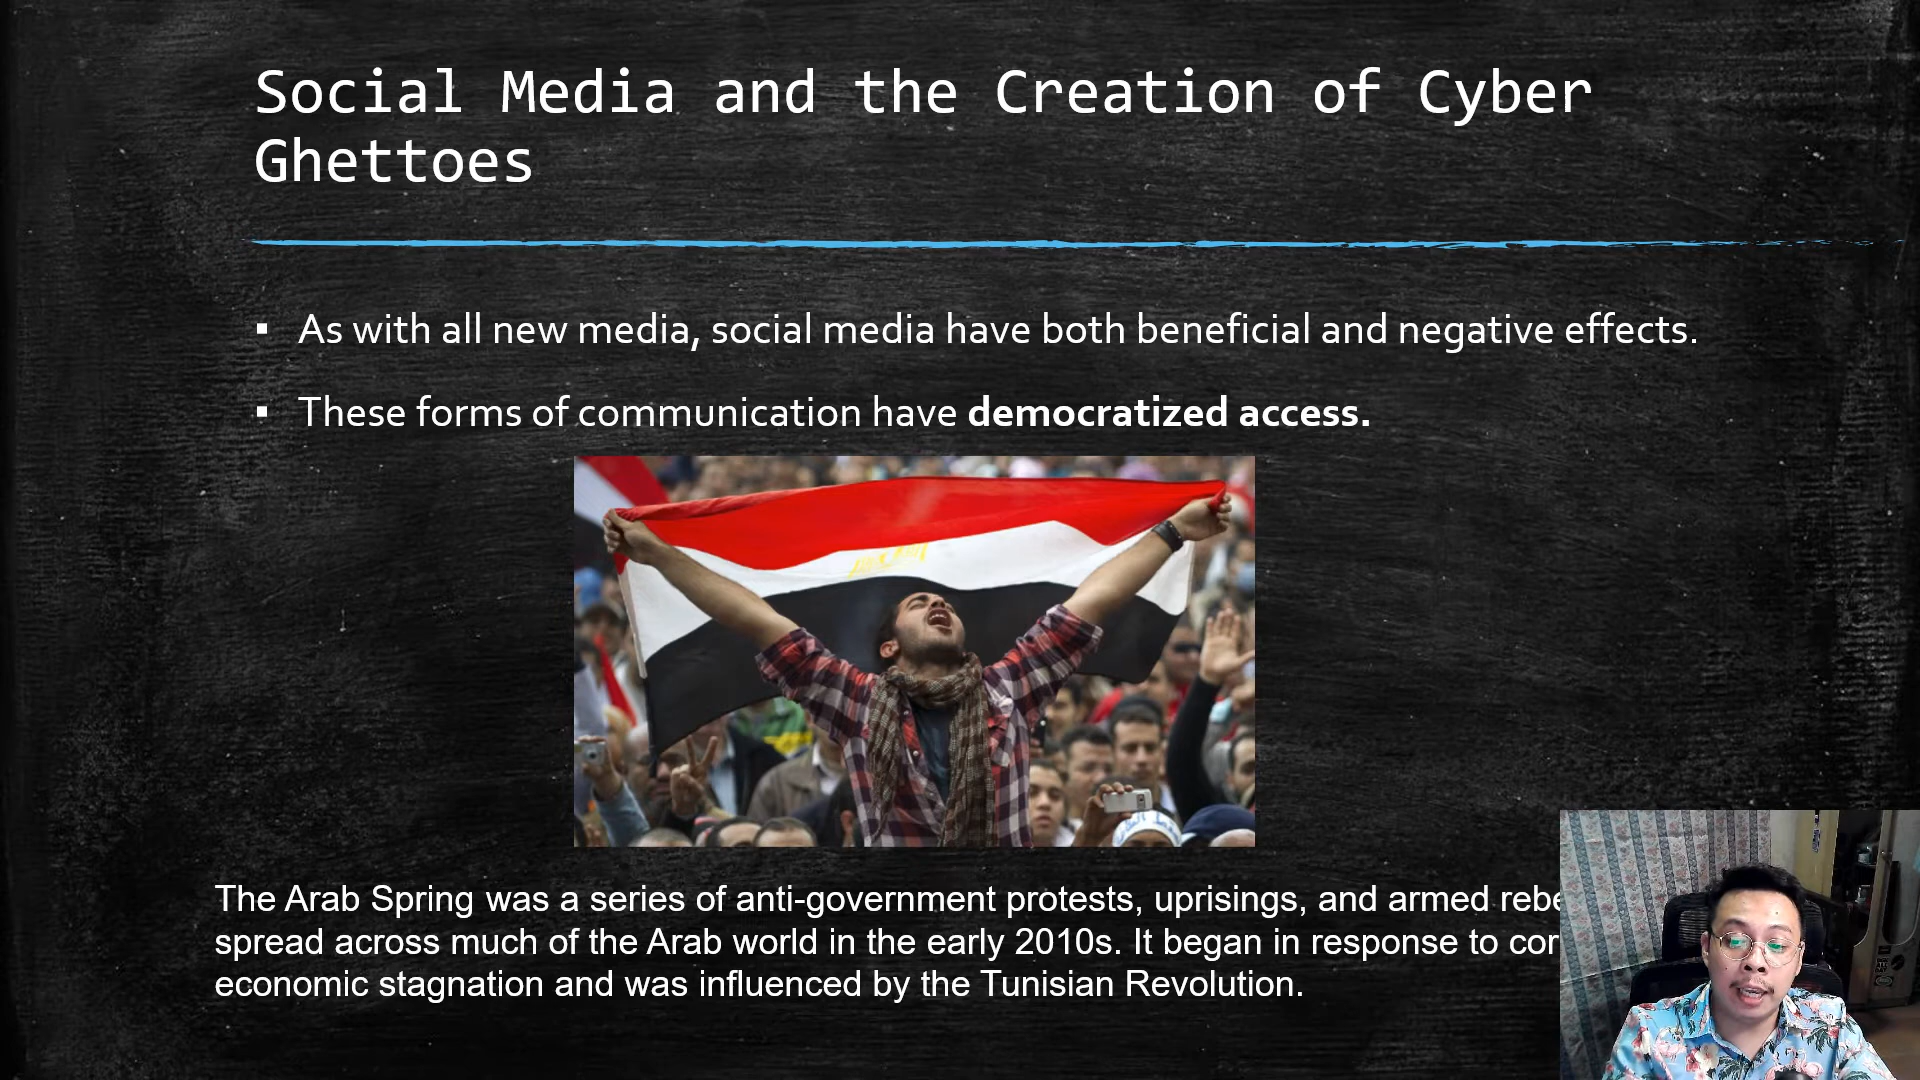 Social Media and the Creation of Cyber
Ghettoes
▪ As with all new media, social media have both beneficial and negative effects.
▪ These forms of communication have democratized access.
The Arab Spring was a series of anti-government protests, uprisings, and armed
spread across much of the Arab world in the early 2010s. It began in response to
economic stagnation and was influenced by the Tunisian Revolution.